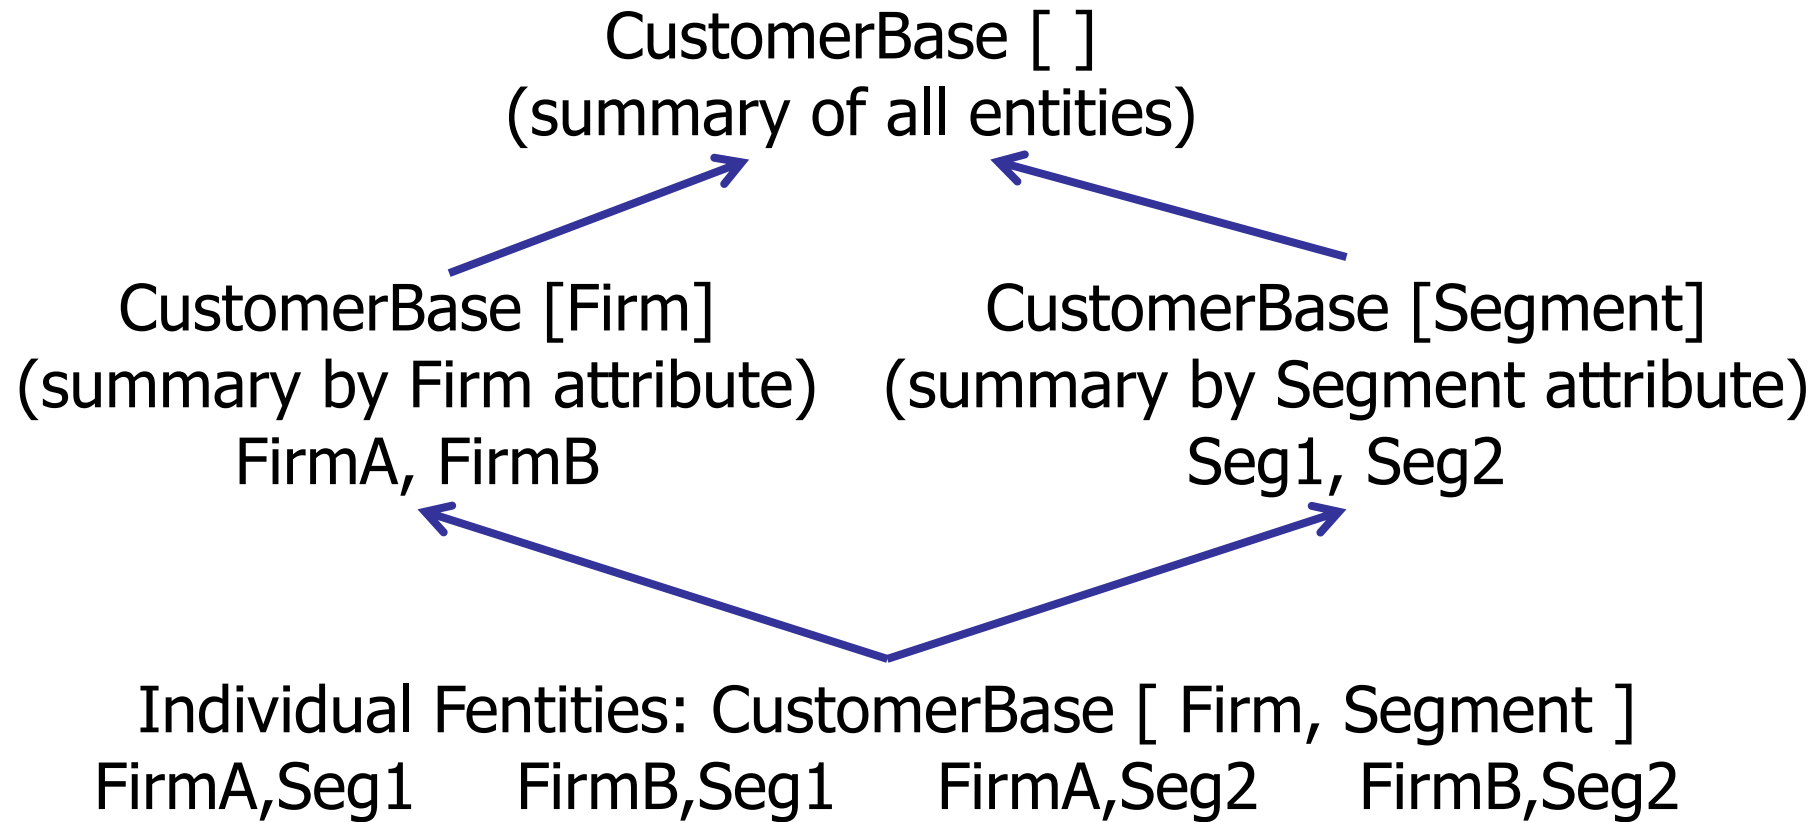 CustomerBase [ ]
(summary of all entities)
CustomerBase [Firm]
(summary by Firm attribute)
FirmA, FirmB
CustomerBase [Segment]
(summary by Segment attribute)
Seg1, Seg2
Individual Fentities: CustomerBase [ Firm, Segment ]
FirmA,Seg1 FirmB,Seg1 FirmA,Seg2 FirmB,Seg2